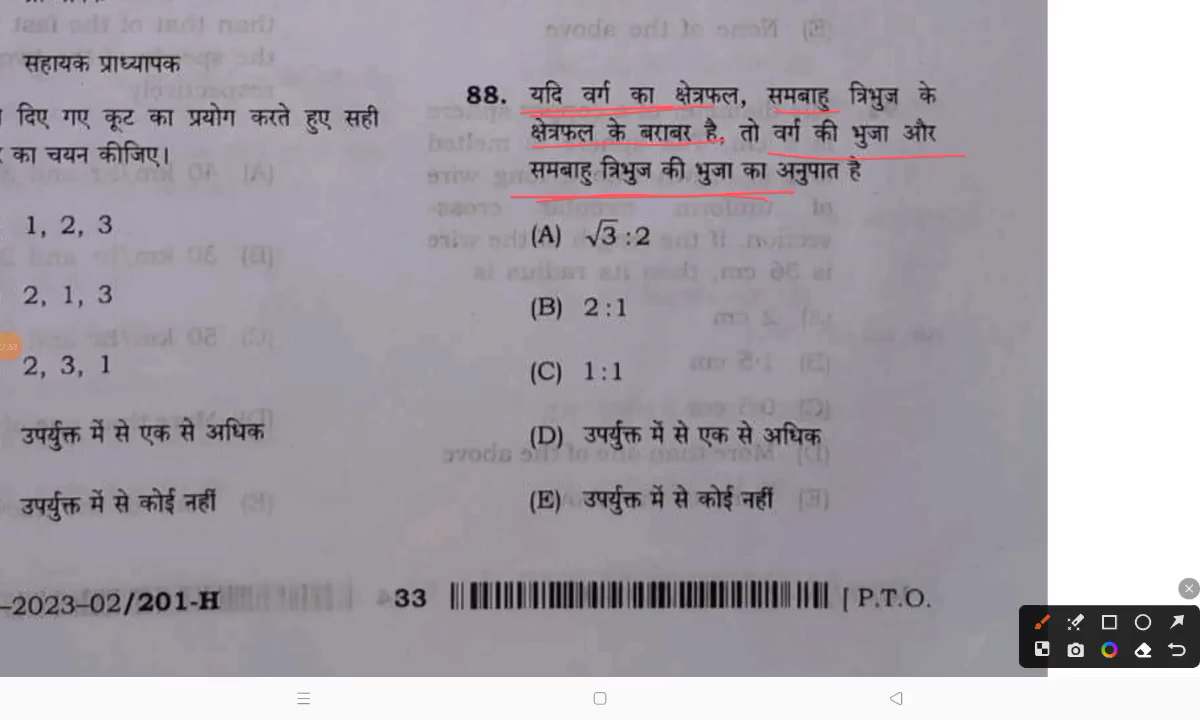 सहायक प्राध्यापक
दिए गए कूट का प्रयोग करते हुए सही
का चयन कीजिए।
1, 2, 3
2, 1, 3
2, 3, 1
उपर्युक्त में से एक से अधिक
उपर्युक्त में से कोई नहीं
88. यदि वर्ग का क्षेत्रफल, समबाहु त्रिभुज के
क्षेत्रफल के बराबर है, तो वर्ग की भुजा और
समबाहु त्रिभुज की भुजा का अनुपात है
(A) √3 : 2
(B) 2 : 1
(C) 1 : 1
(D) उपर्युक्त में से एक से अधिक
(E) उपर्युक्त में से कोई नहीं
–2023–02/201-H 33 [ P.T.O.